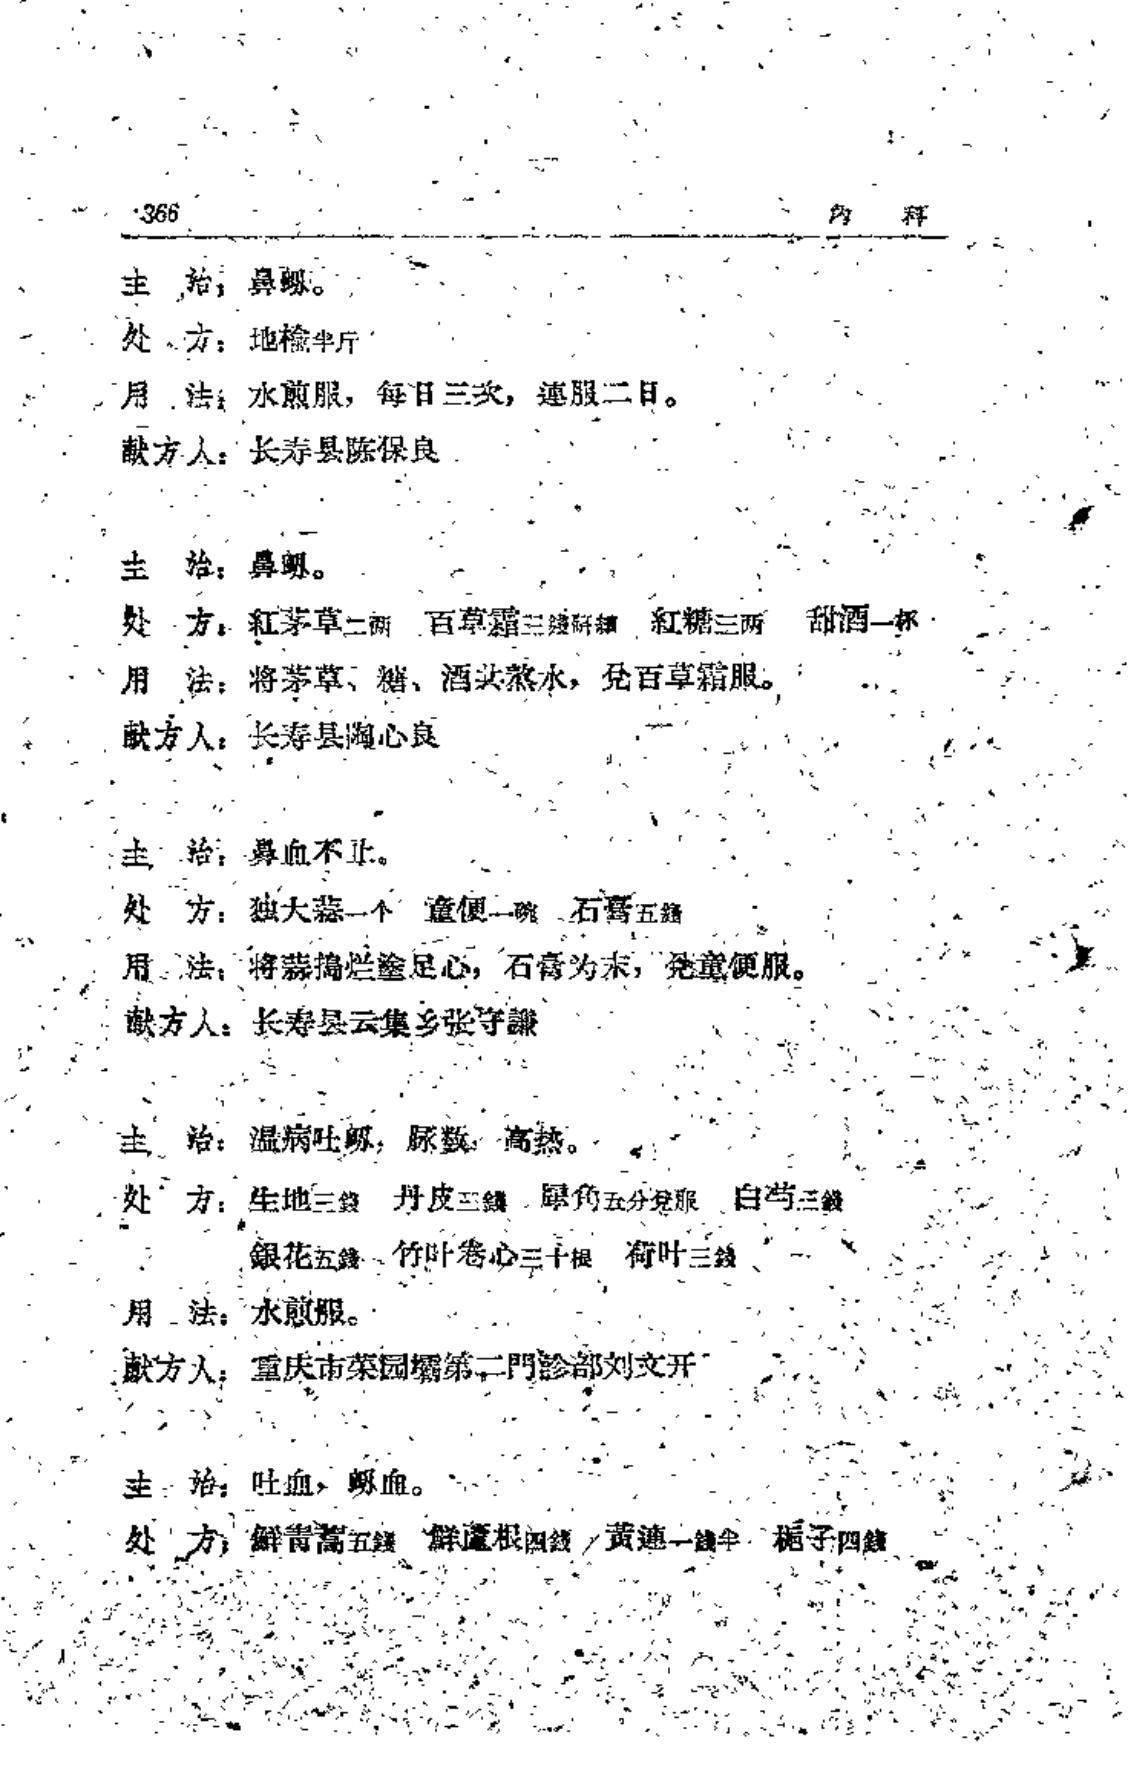 366 内 科
主 治：鼻衄。
处 方：地榆半斤
用 法：水煎服，每日三次，連服二日。
献方人：长寿县陈保良
主 治：鼻衄。
处 方：紅茅草二两 百草霜三錢研細 紅糖三两 甜酒一杯
用 法：将茅草、糖、酒共熬水，兌百草霜服。
献方人：长寿县陶心良
主 治：鼻血不止。
处 方：独大蒜一个 童便一碗 石膏五錢
用 法：将蒜搗烂塗足心，石膏为末，兌童便服。
献方人：长寿县云集乡张守謙
主 治：温病吐衄，脉数，高热。
处 方：生地三錢 丹皮三錢 犀角五分兌服 白芍三錢
銀花五錢 竹叶卷心三十根 荷叶三錢
用 法：水煎服。
献方人：重庆市菜园壩第二門診部刘文开
主 治：吐血，衄血。
处 方：鮮青蒿五錢 鮮蘆根四錢 黃連一錢半 梔子四錢